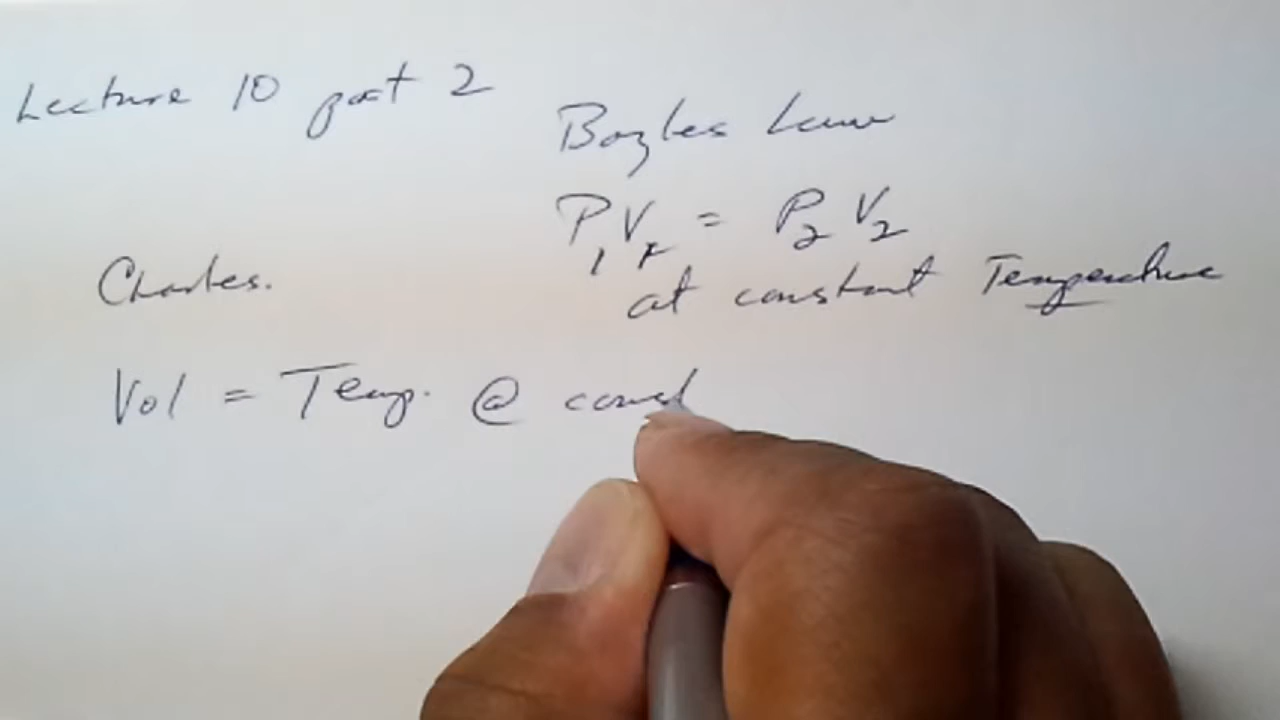 Lecture 10 part 2
Boyles Law
P₁V₁ = P₂V₂
at constant Temperature
Charles.
Vol = Temp. @ const